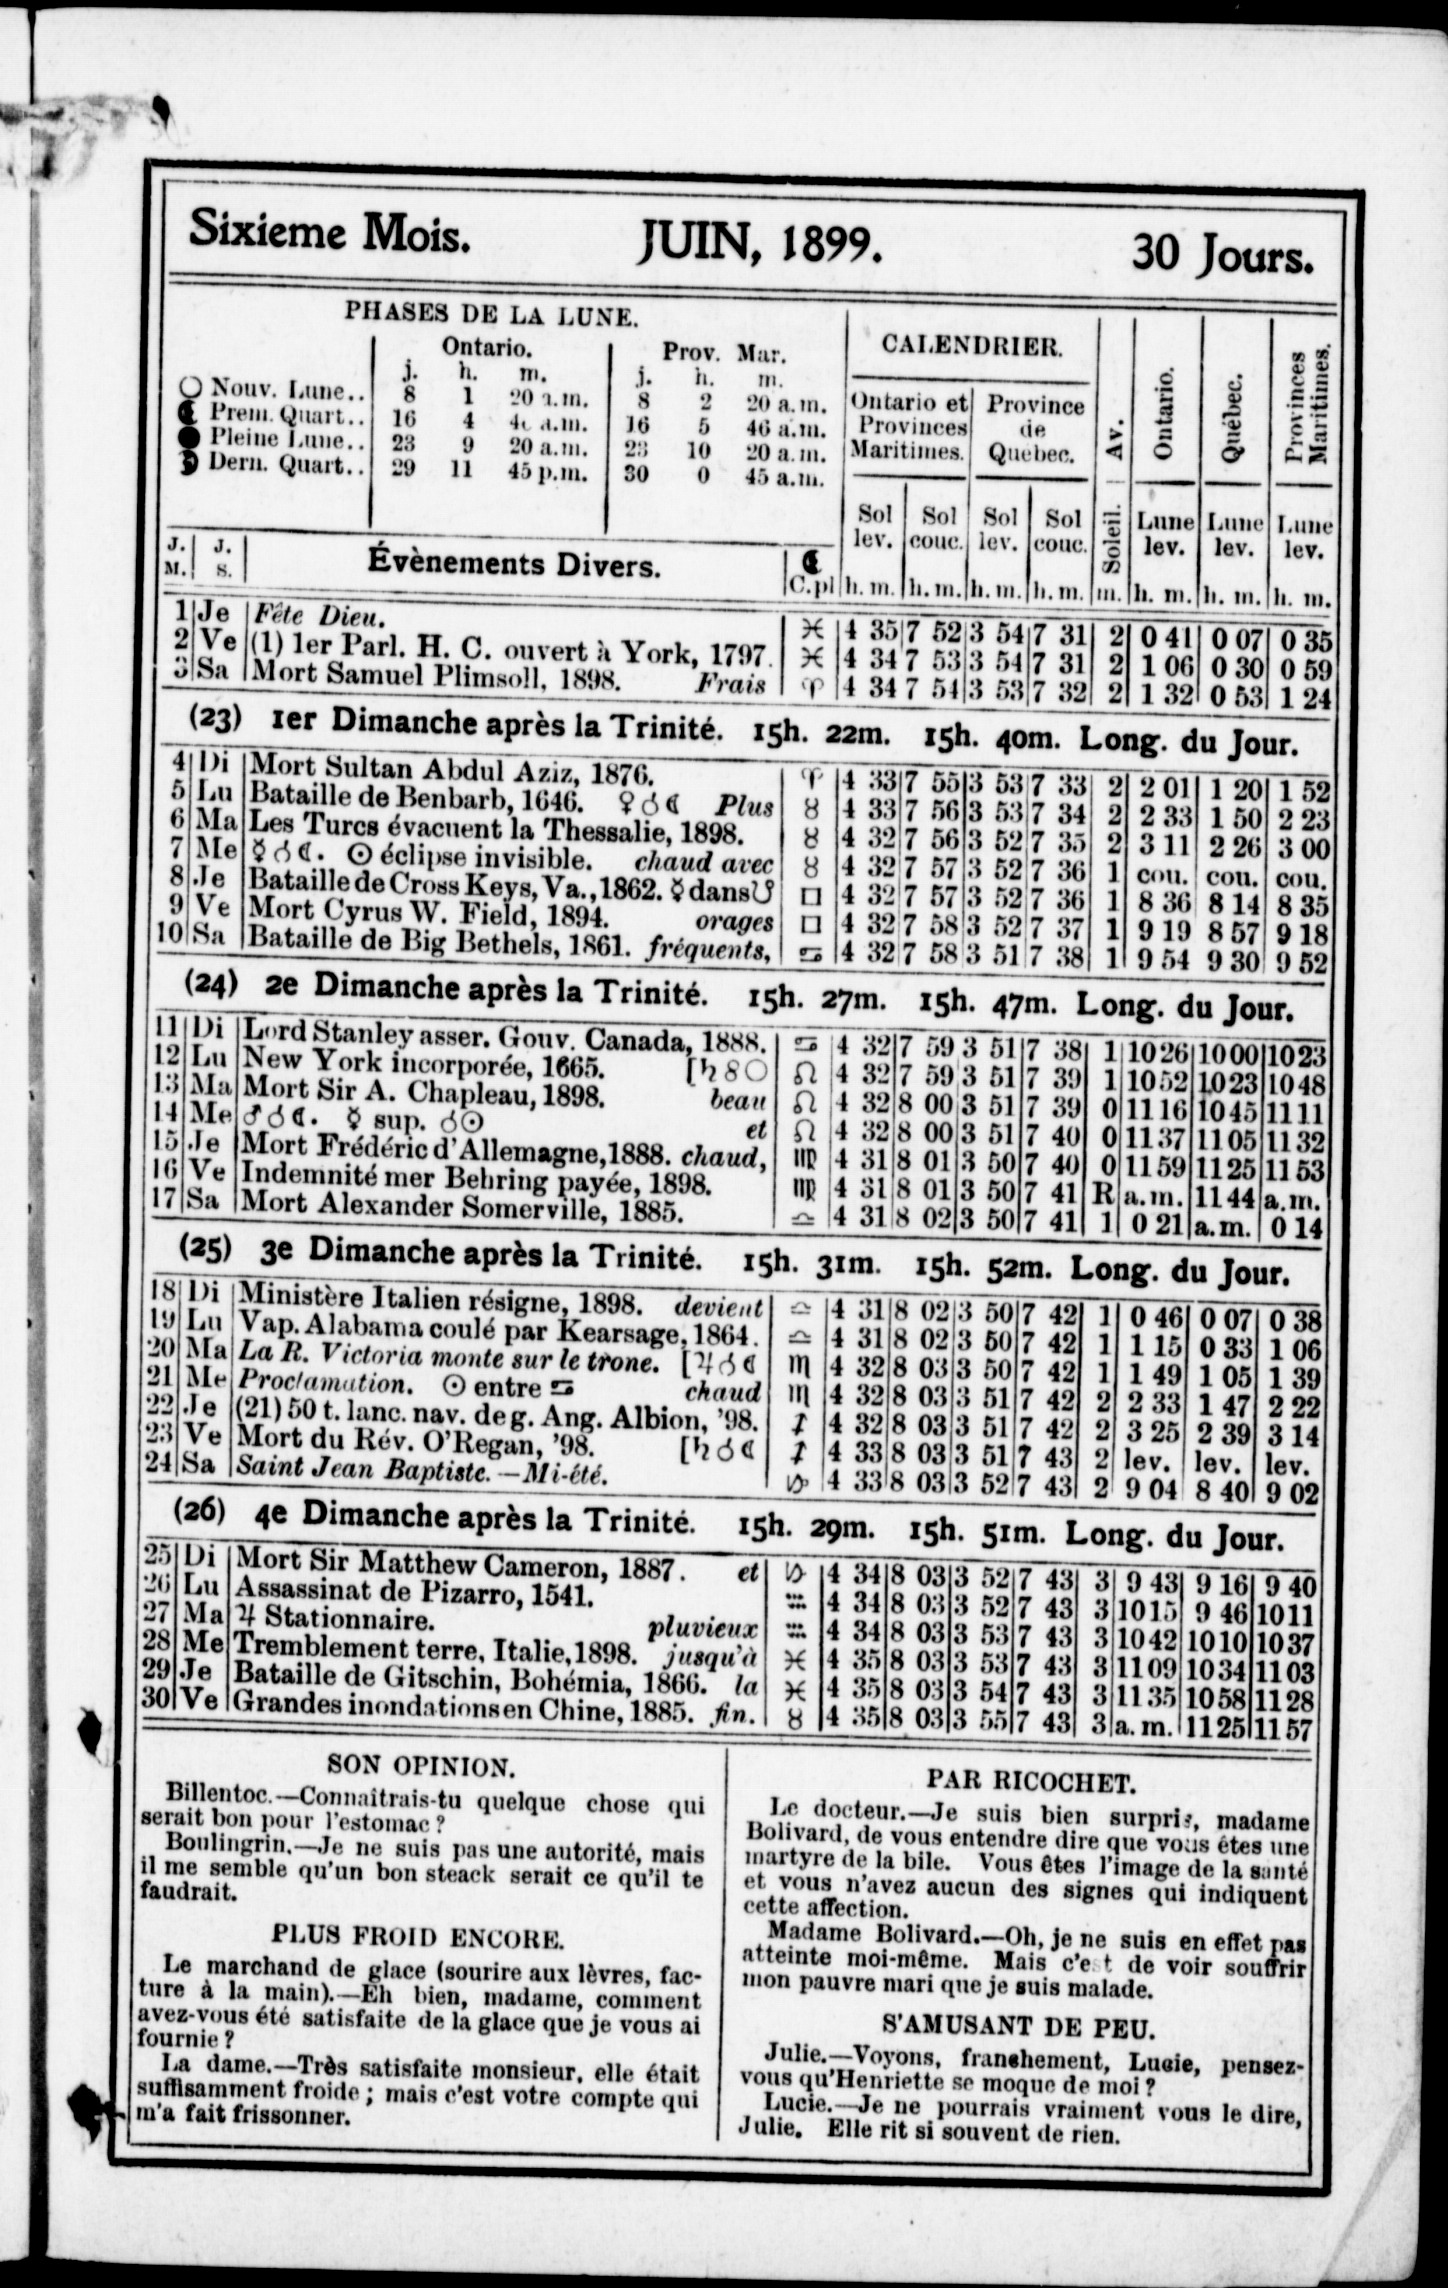 Sixieme Mois. JUIN, 1899. 30 Jours.
PHASES DE LA LUNE.
Ontario. Prov. Mar.
j. h. m. j. h. m.
Nouv. Lune.. 8 1 20 a.m. 8 2 20 a.m.
Prem. Quart.. 16 4 a.m. 16 5 46 a.m.
Pleine Lune.. 23 9 20 a.m. 23 10 20 a.m.
Dern. Quart.. 29 11 45 p.m. 30 0 45 a.m.
CALENDRIER.
Ontario et Provinces Maritimes. Province de Quebec.
Soleil. Av. Ontario. Québec. Provinces Maritimes.
Sol lev. Sol couc. Sol lev. Sol couc. Lune lev. Lune lev. Lune lev.
J. M. J. S. Évènements Divers. ☾ C.pl h. m. h. m. h. m. h. m. m. h. m. h. m. h. m.
1 Je Fête Dieu. ♓ 4 35 7 52 3 54 7 31 2 0 41 0 07 0 35
2 Ve (1) 1er Parl. H. C. ouvert à York, 1797. ♓ 4 34 7 53 3 54 7 31 2 1 06 0 30 0 59
3 Sa Mort Samuel Plimsoll, 1898. Frais ♈ 4 34 7 54 3 53 7 32 2 1 32 0 53 1 24
(23) 1er Dimanche après la Trinité. 15h. 22m. 15h. 40m. Long. du Jour.
4 Di Mort Sultan Abdul Aziz, 1876. ♈ 4 33 7 55 3 53 7 33 2 2 01 1 20 1 52
5 Lu Bataille de Benbarb, 1646. ♀☌☾ Plus ♉ 4 33 7 56 3 53 7 34 2 2 33 1 50 2 23
6 Ma Les Turcs évacuent la Thessalie, 1898. ♉ 4 32 7 56 3 52 7 35 2 3 11 2 26 3 00
7 Me ☿☌☾. ☉ éclipse invisible. chaud avec ♉ 4 32 7 57 3 52 7 36 1 cou. cou. cou.
8 Je Bataille de Cross Keys, Va., 1862. ☿ dans ☋ □ 4 32 7 57 3 52 7 36 1 8 36 8 14 8 35
9 Ve Mort Cyrus W. Field, 1894. orages □ 4 32 7 58 3 52 7 37 1 9 19 8 57 9 18
10 Sa Bataille de Big Bethels, 1861. fréquents, ♋ 4 32 7 58 3 51 7 38 1 9 54 9 30 9 52
(24) 2e Dimanche après la Trinité. 15h. 27m. 15h. 47m. Long. du Jour.
11 Di Lord Stanley asser. Gouv. Canada, 1888. ♋ 4 32 7 59 3 51 7 38 1 10 26 10 00 10 23
12 Lu New York incorporée, 1665. [♄ 8 ○ ♌ 4 32 7 59 3 51 7 39 1 10 52 10 23 10 48
13 Ma Mort Sir A. Chapleau, 1898. beau ♌ 4 32 8 00 3 51 7 39 0 11 16 10 45 11 11
14 Me ♂☌☾. ☿ sup. ☌☉ et ♌ 4 32 8 00 3 51 7 40 0 11 37 11 05 11 32
15 Je Mort Frédéric d'Allemagne, 1888. chaud, ♍ 4 31 8 01 3 50 7 40 0 11 59 11 25 11 53
16 Ve Indemnité mer Behring payée, 1898. ♍ 4 31 8 01 3 50 7 41 R a.m. 11 44 a.m.
17 Sa Mort Alexander Somerville, 1885. ♎ 4 31 8 02 3 50 7 41 1 0 21 a.m. 0 14
(25) 3e Dimanche après la Trinité. 15h. 31m. 15h. 52m. Long. du Jour.
18 Di Ministère Italien résigne, 1898. devient ♎ 4 31 8 02 3 50 7 42 1 0 46 0 07 0 38
19 Lu Vap. Alabama coulé par Kearsage, 1864. ♎ 4 31 8 02 3 50 7 42 1 1 15 0 33 1 06
20 Ma La R. Victoria monte sur le trone. [♃☌☾ ♏ 4 32 8 03 3 50 7 42 1 1 49 1 05 1 39
21 Me Proclamation. ☉ entre ♋ chaud ♏ 4 32 8 03 3 51 7 42 2 2 33 1 47 2 22
22 Je (21) 50 t. lanc. nav. de g. Ang. Albion, '98. ♐ 4 32 8 03 3 51 7 42 2 3 25 2 39 3 14
23 Ve Mort du Rév. O'Regan, '98. [♄☌☾ ♐ 4 33 8 03 3 51 7 43 2 lev. lev. lev.
24 Sa Saint Jean Baptiste.—Mi-été. ♑ 4 33 8 03 3 52 7 43 2 9 04 8 40 9 02
(26) 4e Dimanche après la Trinité. 15h. 29m. 15h. 51m. Long. du Jour.
25 Di Mort Sir Matthew Cameron, 1887. et ♑ 4 34 8 03 3 52 7 43 3 9 43 9 16 9 40
26 Lu Assassinat de Pizarro, 1541. ♒ 4 34 8 03 3 52 7 43 3 10 15 9 46 10 11
27 Ma ♃ Stationnaire. pluvieux ♒ 4 34 8 03 3 53 7 43 3 10 42 10 10 10 37
28 Me Tremblement terre, Italie, 1898. jusqu'à ♓ 4 35 8 03 3 53 7 43 3 11 09 10 34 11 03
29 Je Bataille de Gitschin, Bohémia, 1866. la ♓ 4 35 8 03 3 54 7 43 3 11 35 10 58 11 28
30 Ve Grandes inondations en Chine, 1885. fin. ♉ 4 35 8 03 3 55 7 43 3 a. m. 11 25 11 57
SON OPINION.
Billentoc.—Connaitrais-tu quelque chose qui
serait bon pour l'estomac ?
Boulingrin.—Je ne suis pas une autorité, mais
il me semble qu'un bon steack serait ce qu'il te
faudrait.
PLUS FROID ENCORE.
Le marchand de glace (sourire aux lèvres, fac-
ture à la main).—Eh bien, madame, comment
avez-vous été satisfaite de la glace que je vous ai
fournie ?
La dame.—Très satisfaite monsieur, elle était
suffisamment froide ; mais c'est votre compte qui
m'a fait frissonner.
PAR RICOCHET.
Le docteur.—Je suis bien surpris, madame
Bolivard, de vous entendre dire que vous êtes une
martyre de la bile. Vous êtes l'image de la santé
et vous n'avez aucun des signes qui indiquent
cette affection.
Madame Bolivard.—Oh, je ne suis en effet pas
atteinte moi-même. Mais c'est de voir souffrir
mon pauvre mari que je suis malade.
S'AMUSANT DE PEU.
Julie.—Voyons, franchement, Lucie, pensez-
vous qu'Henriette se moque de moi ?
Lucie.—Je ne pourrais vraiment vous le dire,
Julie. Elle rit si souvent de rien.